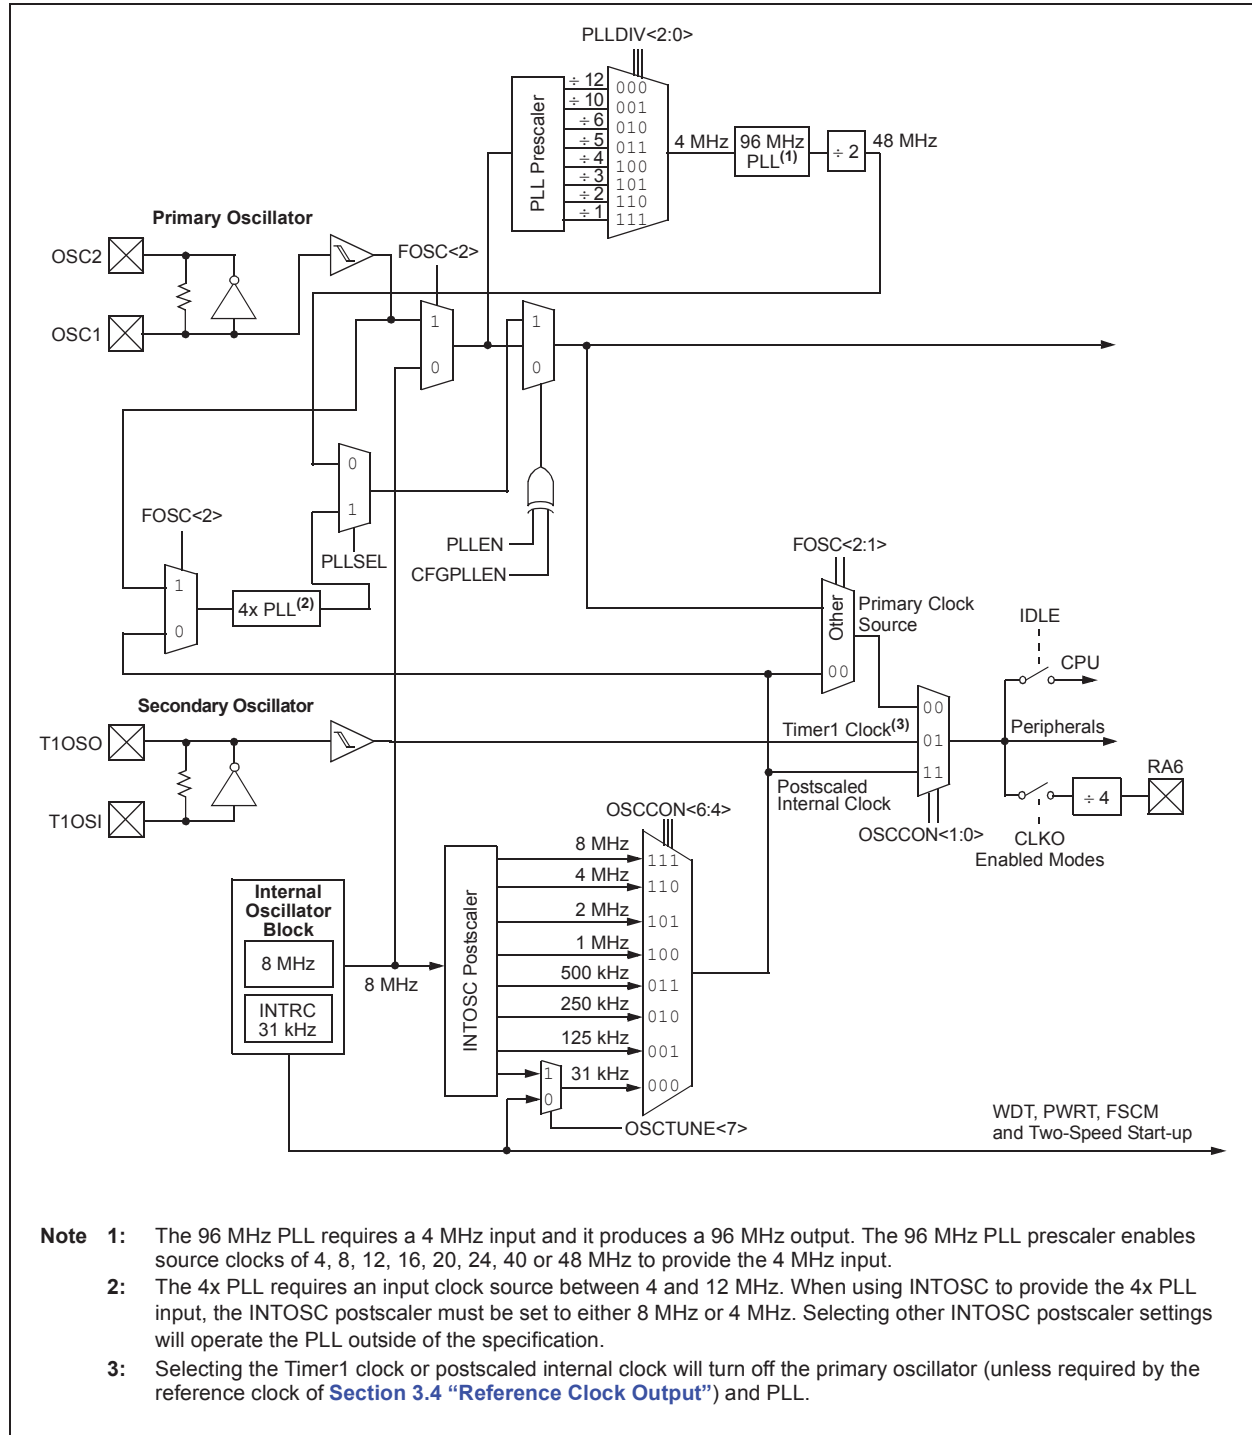 PLLDIV<2:0>
PLL Prescaler
÷ 12
÷ 10
÷ 6
÷ 5
÷ 4
÷ 3
÷ 2
÷ 1
000
001
010
011
100
101
110
111
4 MHz
96 MHz
PLL(1)
÷ 2
48 MHz
Primary Oscillator
OSC2
OSC1
FOSC<2>
1
0
1
0
0
1
PLLSEL
PLLEN
CFGPLLEN
FOSC<2>
1
0
4x PLL(2)
FOSC<2:1>
Other
00
Primary Clock
Source
IDLE
CPU
Secondary Oscillator
T1OSO
T1OSI
Timer1 Clock(3)
00
01
11
Peripherals
RA6
÷ 4
Postscaled
Internal Clock
OSCCON<1:0>
CLKO
Enabled Modes
OSCCON<6:4>
Internal
Oscillator
Block
8 MHz
INTRC
31 kHz
8 MHz
INTOSC Postscaler
8 MHz
4 MHz
2 MHz
1 MHz
500 kHz
250 kHz
125 kHz
31 kHz
111
110
101
100
011
010
001
000
1
0
OSCTUNE<7>
WDT, PWRT, FSCM
and Two-Speed Start-up
Note 1: The 96 MHz PLL requires a 4 MHz input and it produces a 96 MHz output. The 96 MHz PLL prescaler enables
source clocks of 4, 8, 12, 16, 20, 24, 40 or 48 MHz to provide the 4 MHz input.
2: The 4x PLL requires an input clock source between 4 and 12 MHz. When using INTOSC to provide the 4x PLL
input, the INTOSC postscaler must be set to either 8 MHz or 4 MHz. Selecting other INTOSC postscaler settings
will operate the PLL outside of the specification.
3: Selecting the Timer1 clock or postscaled internal clock will turn off the primary oscillator (unless required by the
reference clock of Section 3.4 “Reference Clock Output”) and PLL.